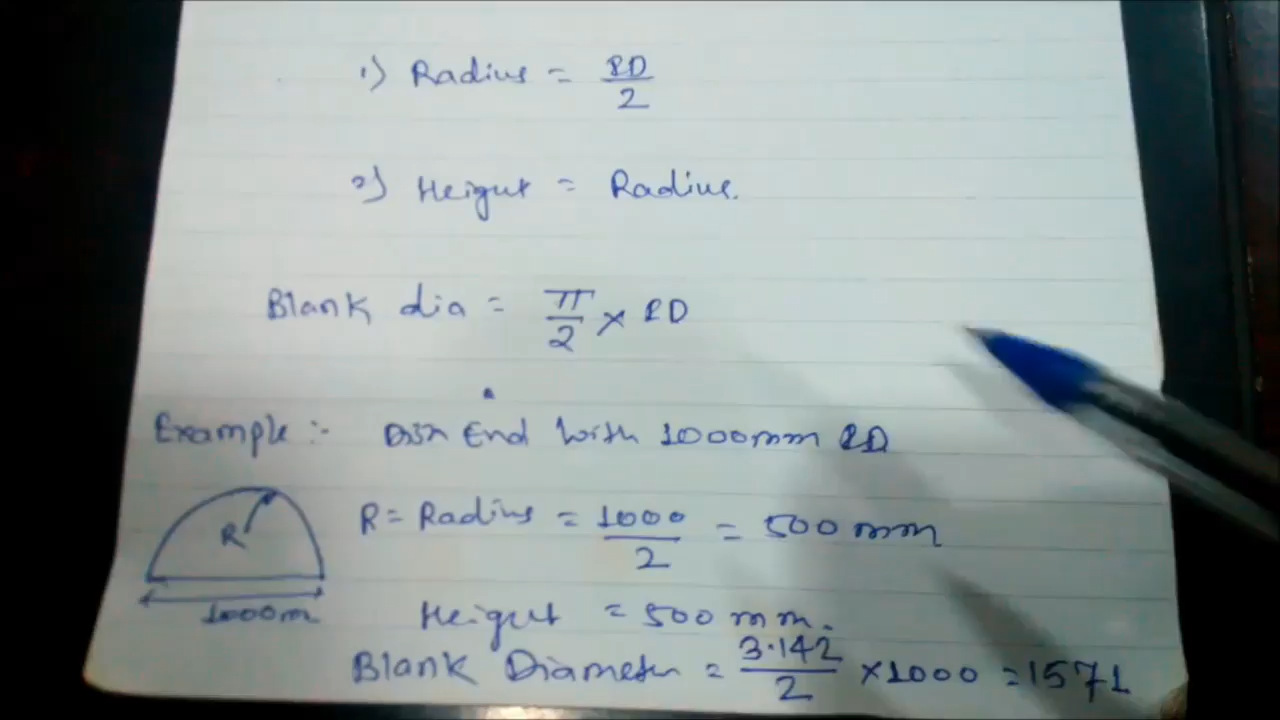 1) Radius = ID/2
2) Height = Radius.
Blank dia = π/2 × ID
Example :- Dish End With 1000mm ID
R
1000m
R = Radius = 1000/2 = 500 mm
Height = 500 mm.
Blank Diameter = 3.142/2 × 1000 = 1571